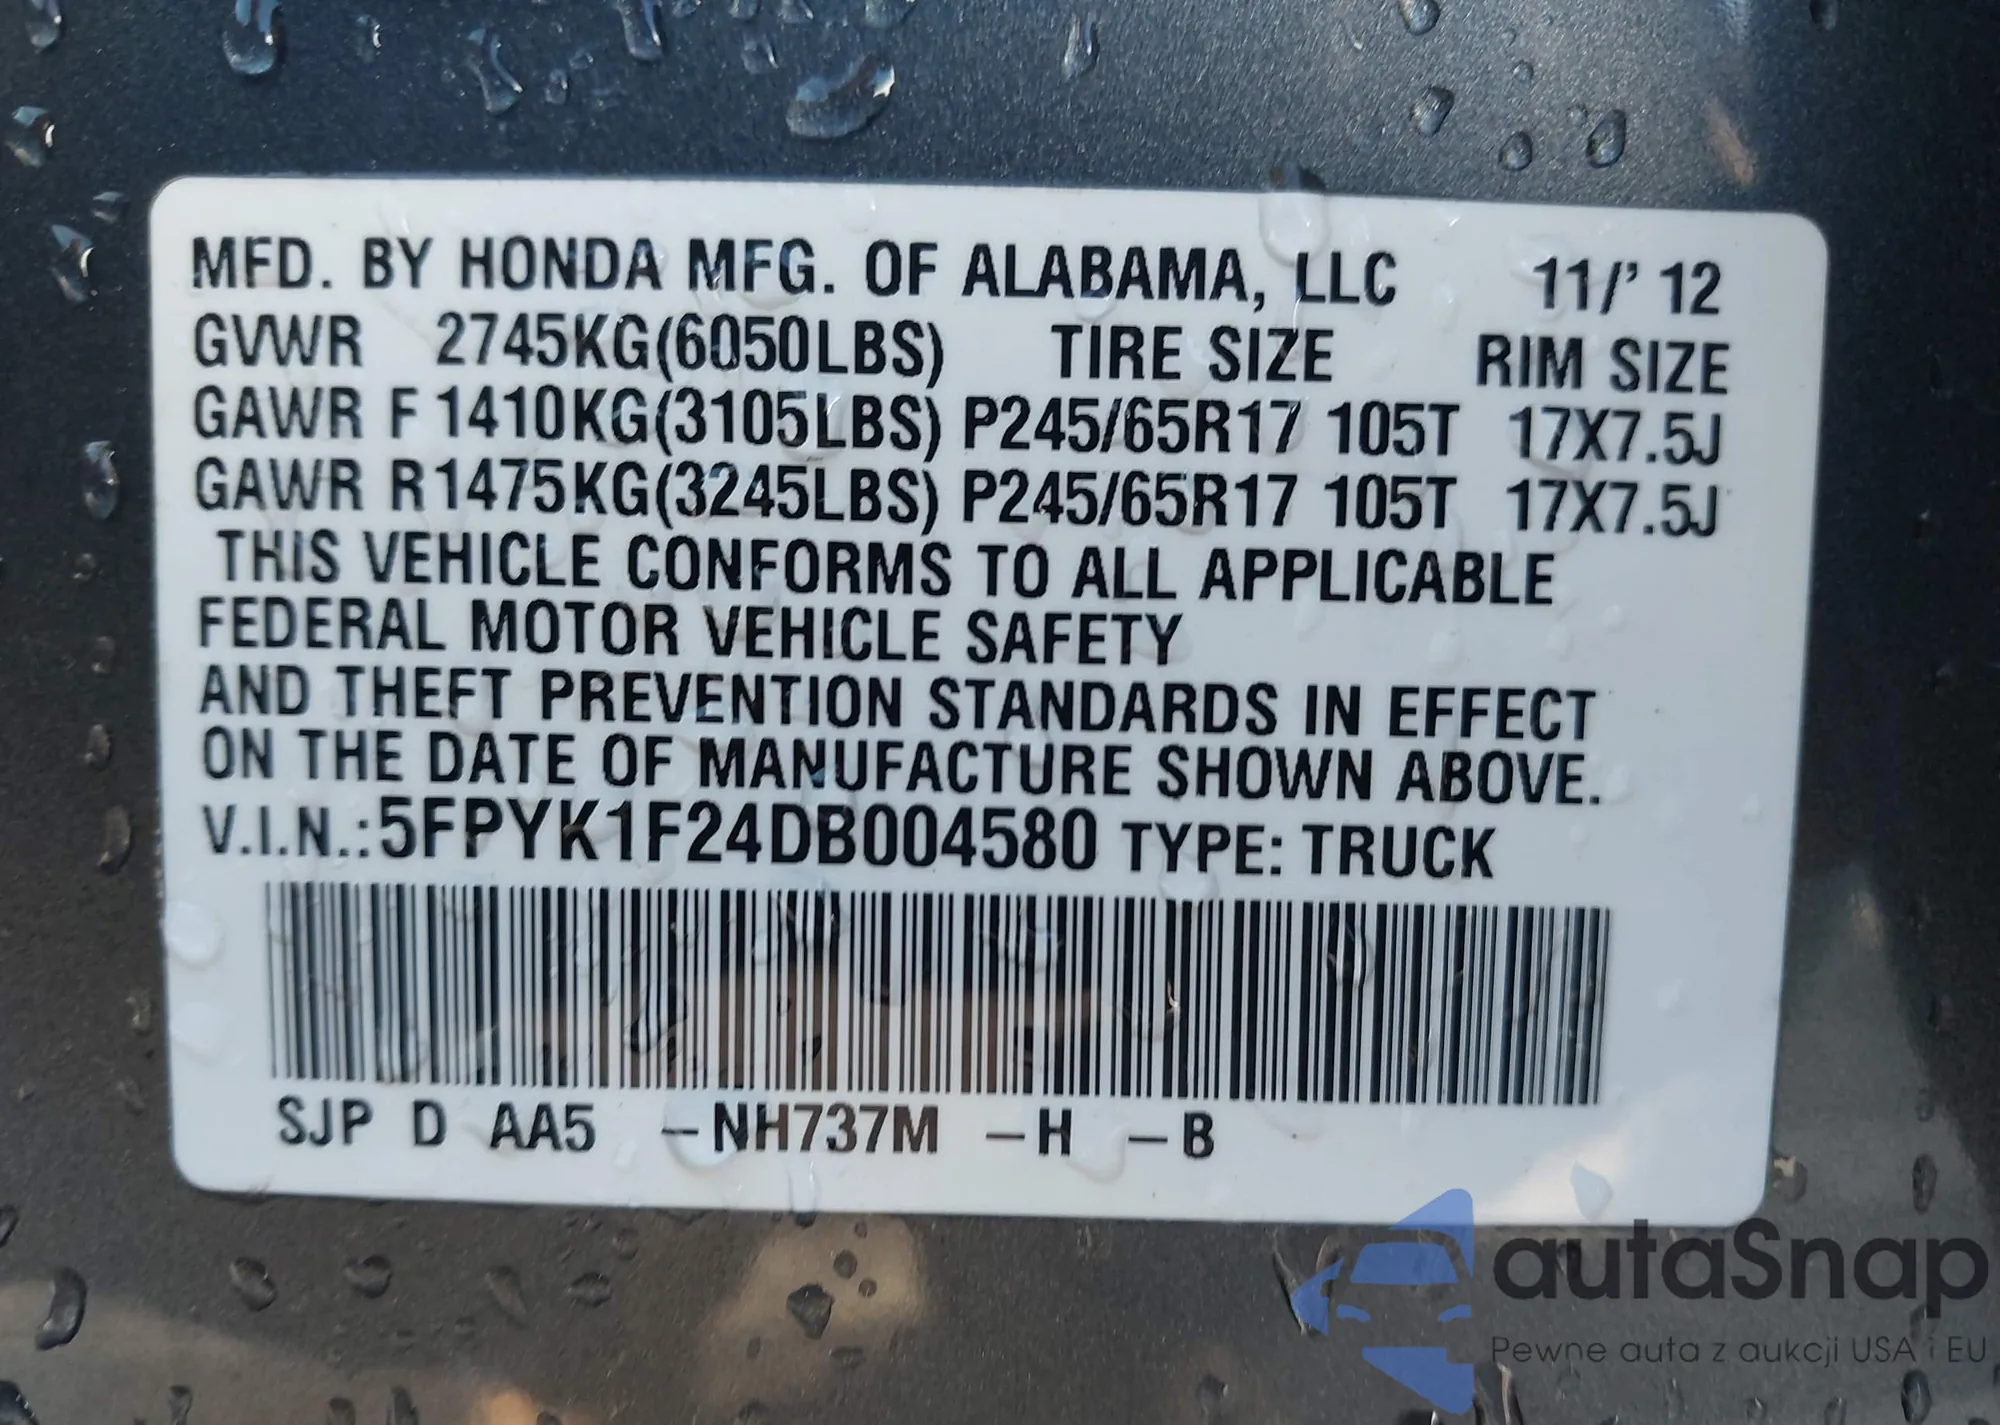 MFD. BY HONDA MFG. OF ALABAMA, LLC 11/' 12
GVWR 2745KG(6050LBS) TIRE SIZE RIM SIZE
GAWR F 1410KG(3105LBS) P245/65R17 105T 17X7.5J
GAWR R 1475KG(3245LBS) P245/65R17 105T 17X7.5J
THIS VEHICLE CONFORMS TO ALL APPLICABLE
FEDERAL MOTOR VEHICLE SAFETY
AND THEFT PREVENTION STANDARDS IN EFFECT
ON THE DATE OF MANUFACTURE SHOWN ABOVE.
V.I.N.:5FPYK1F24DB004580 TYPE: TRUCK
SJP D AA5 –NH737M –H –B
autaSnap
Pewne auta z aukcji USA i EU